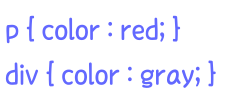 p { color : red; }
div { color : gray; }